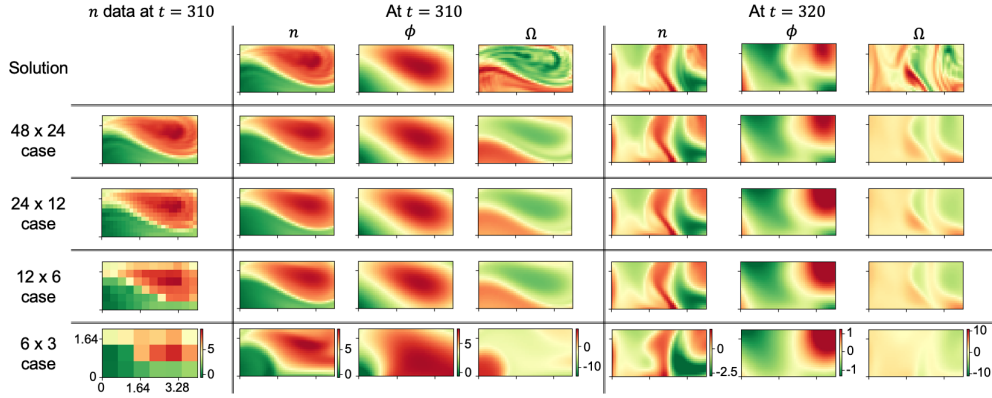 n data at t = 310
At t = 310
At t = 320
n
ϕ
Ω
n
ϕ
Ω
Solution
48 x 24
case
24 x 12
case
12 x 6
case
6 x 3
case
1.64
0
0
1.64
3.28
5
0
5
0
5
0
0
-10
0
-2.5
1
0
-1
10
0
-10